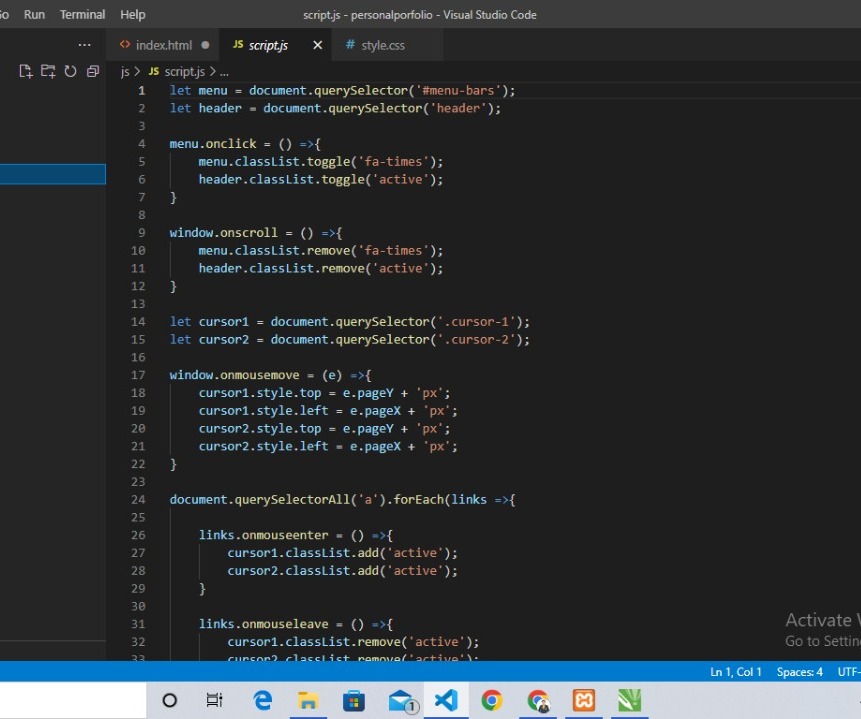 Go Run Terminal Help script.js - personalporfolio - Visual Studio Code
... <> index.html ● JS script.js × # style.css
js > JS script.js > ...
1 let menu = document.querySelector('#menu-bars');
2 let header = document.querySelector('header');
3
4 menu.onclick = () =>{
5 menu.classList.toggle('fa-times');
6 header.classList.toggle('active');
7 }
8
9 window.onscroll = () =>{
10 menu.classList.remove('fa-times');
11 header.classList.remove('active');
12 }
13
14 let cursor1 = document.querySelector('.cursor-1');
15 let cursor2 = document.querySelector('.cursor-2');
16
17 window.onmousemove = (e) =>{
18 cursor1.style.top = e.pageY + 'px';
19 cursor1.style.left = e.pageX + 'px';
20 cursor2.style.top = e.pageY + 'px';
21 cursor2.style.left = e.pageX + 'px';
22 }
23
24 document.querySelectorAll('a').forEach(links =>{
25
26 links.onmouseenter = () =>{
27 cursor1.classList.add('active');
28 cursor2.classList.add('active');
29 }
30
31 links.onmouseleave = () =>{
32 cursor1.classList.remove('active');
33 cursor2.classList.remove('active');
Activate W
Go to Settin
Ln 1, Col 1 Spaces: 4 UTF-
1